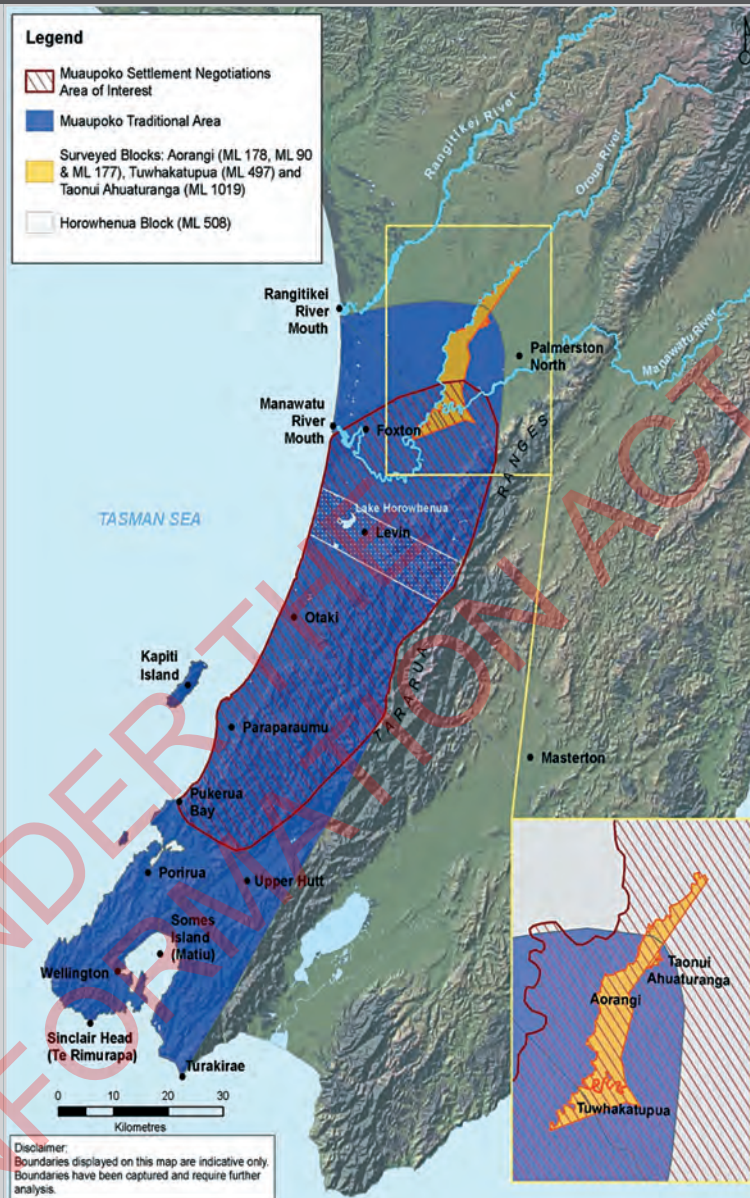 Legend
Muaupoko Settlement Negotiations
Area of Interest
Muaupoko Traditional Area
Surveyed Blocks: Aorangi (ML 178, ML 90
& ML 177), Tuwhakatupua (ML 497) and
Taonui Ahuaturanga (ML 1019)
Horowhenua Block (ML 508)
Rangitikei River
Oroua River
Rangitikei
River
Mouth
Palmerston
North
Manawatu River
Manawatu
River
Mouth
Foxton
TARARUA RANGES
Lake Horowhenua
Levin
TASMAN SEA
Otaki
Kapiti
Island
Paraparaumu
Masterton
Pukerua
Bay
Porirua
Upper Hutt
Somes
Island
(Matiu)
Wellington
Sinclair Head
(Te Rimurapa)
Turakirae
Taonui
Ahuaturanga
Aorangi
Tuwhakatupua
0 10 20 30
Kilometres
Disclaimer:
Boundaries displayed on this map are indicative only.
Boundaries have been captured and require further
analysis.
UNDER THE
INFORMATION ACT